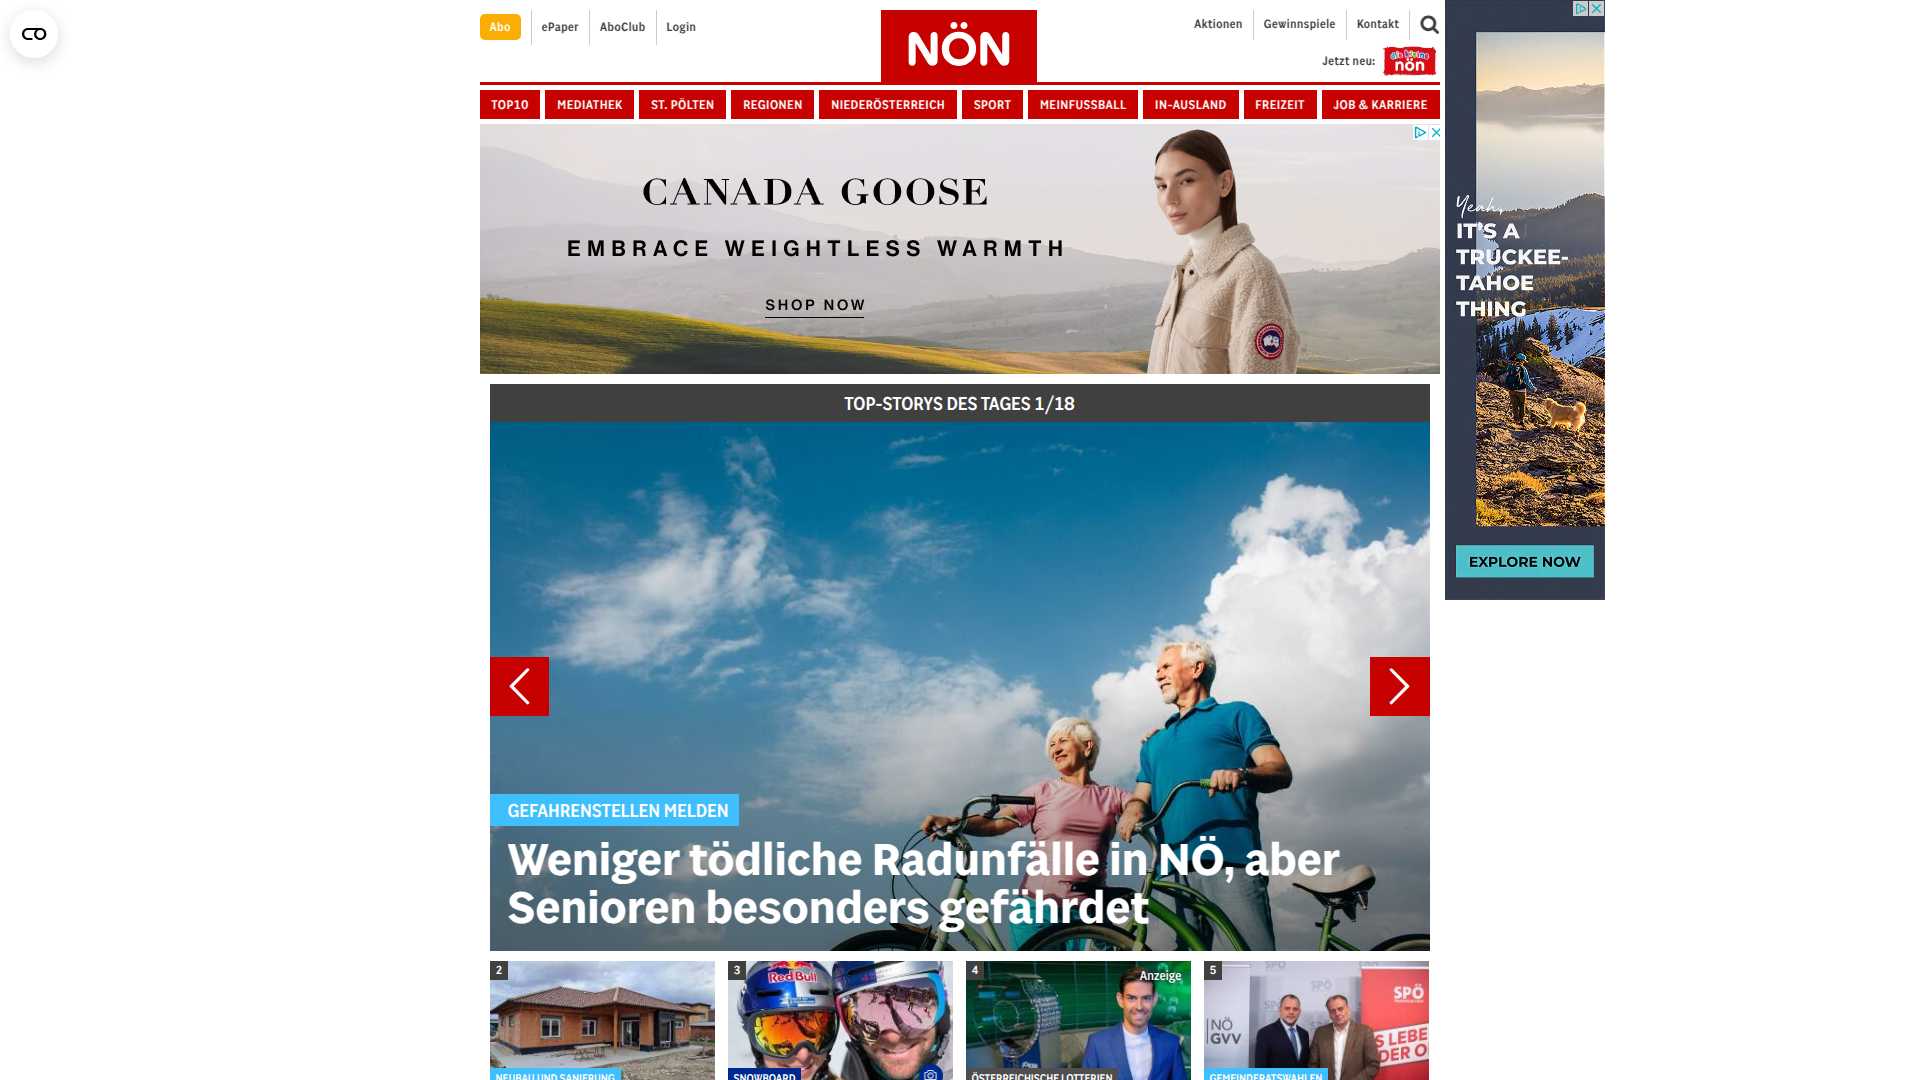 Abo
ePaper
AboClub
Login
NÖN
Aktionen
Gewinnspiele
Kontakt
Jetzt neu:
die kleine
nön
TOP10
MEDIATHEK
ST. PÖLTEN
REGIONEN
NIEDERÖSTERREICH
SPORT
MEINFUSSBALL
IN-AUSLAND
FREIZEIT
JOB & KARRIERE
CANADA GOOSE
EMBRACE WEIGHTLESS WARMTH
SHOP NOW
Yeah,
IT'S A
TRUCKEE-
TAHOE
THING
EXPLORE NOW
TOP-STORYS DES TAGES 1/18
GEFAHRENSTELLEN MELDEN
Weniger tödliche Radunfälle in NÖ, aber
Senioren besonders gefährdet
2
NEUBAU UND SANIERUNG
3
Red Bull
SNOWBOARD
4
Anzeige
ÖSTERREICHISCHE LOTTERIEN
5
SPÖ
NÖ
GVV
SPÖ
GEMEINDERATSWAHLEN